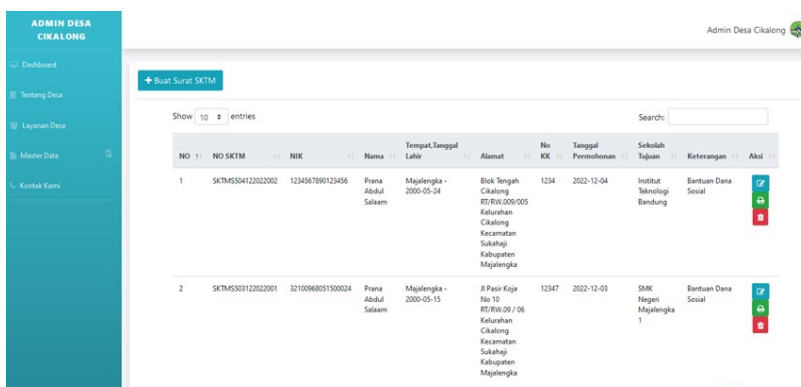 ADMIN DESA
CIKALONG
Admin Desa Cikalong
Dashboard
Tentang Desa
Layanan Desa
Master Data
Kontak Kami
+ Buat Surat SKTM
Show 10 entries
Search:
NO NO SKTM NIK Nama Tempat,Tanggal Lahir Alamat No KK Tanggal Permohonan Sekolah Tujuan Keterangan Aksi
1 SKTMSS04122022002 1234567890123456 Prana Abdul Salaam Majalengka - 2000-05-24 Blok Tengah Cikalong RT/RW.009/005 Kelurahan Cikalong Kecamatan Sukahaji Kabupaten Majalengka 1234 2022-12-04 Institut Teknologi Bandung Bantuan Dana Sosial
2 SKTMSS03122022001 32100968051500024 Prana Abdul Salaam Majalengka - 2000-05-15 Jl Pasir Koja No 10 RT/RW.09 / 06 Kelurahan Cikalong Kecamatan Sukahaji Kabupaten Majalengka 12347 2022-12-03 SMK Negeri Majalengka 1 Bantuan Dana Sosial